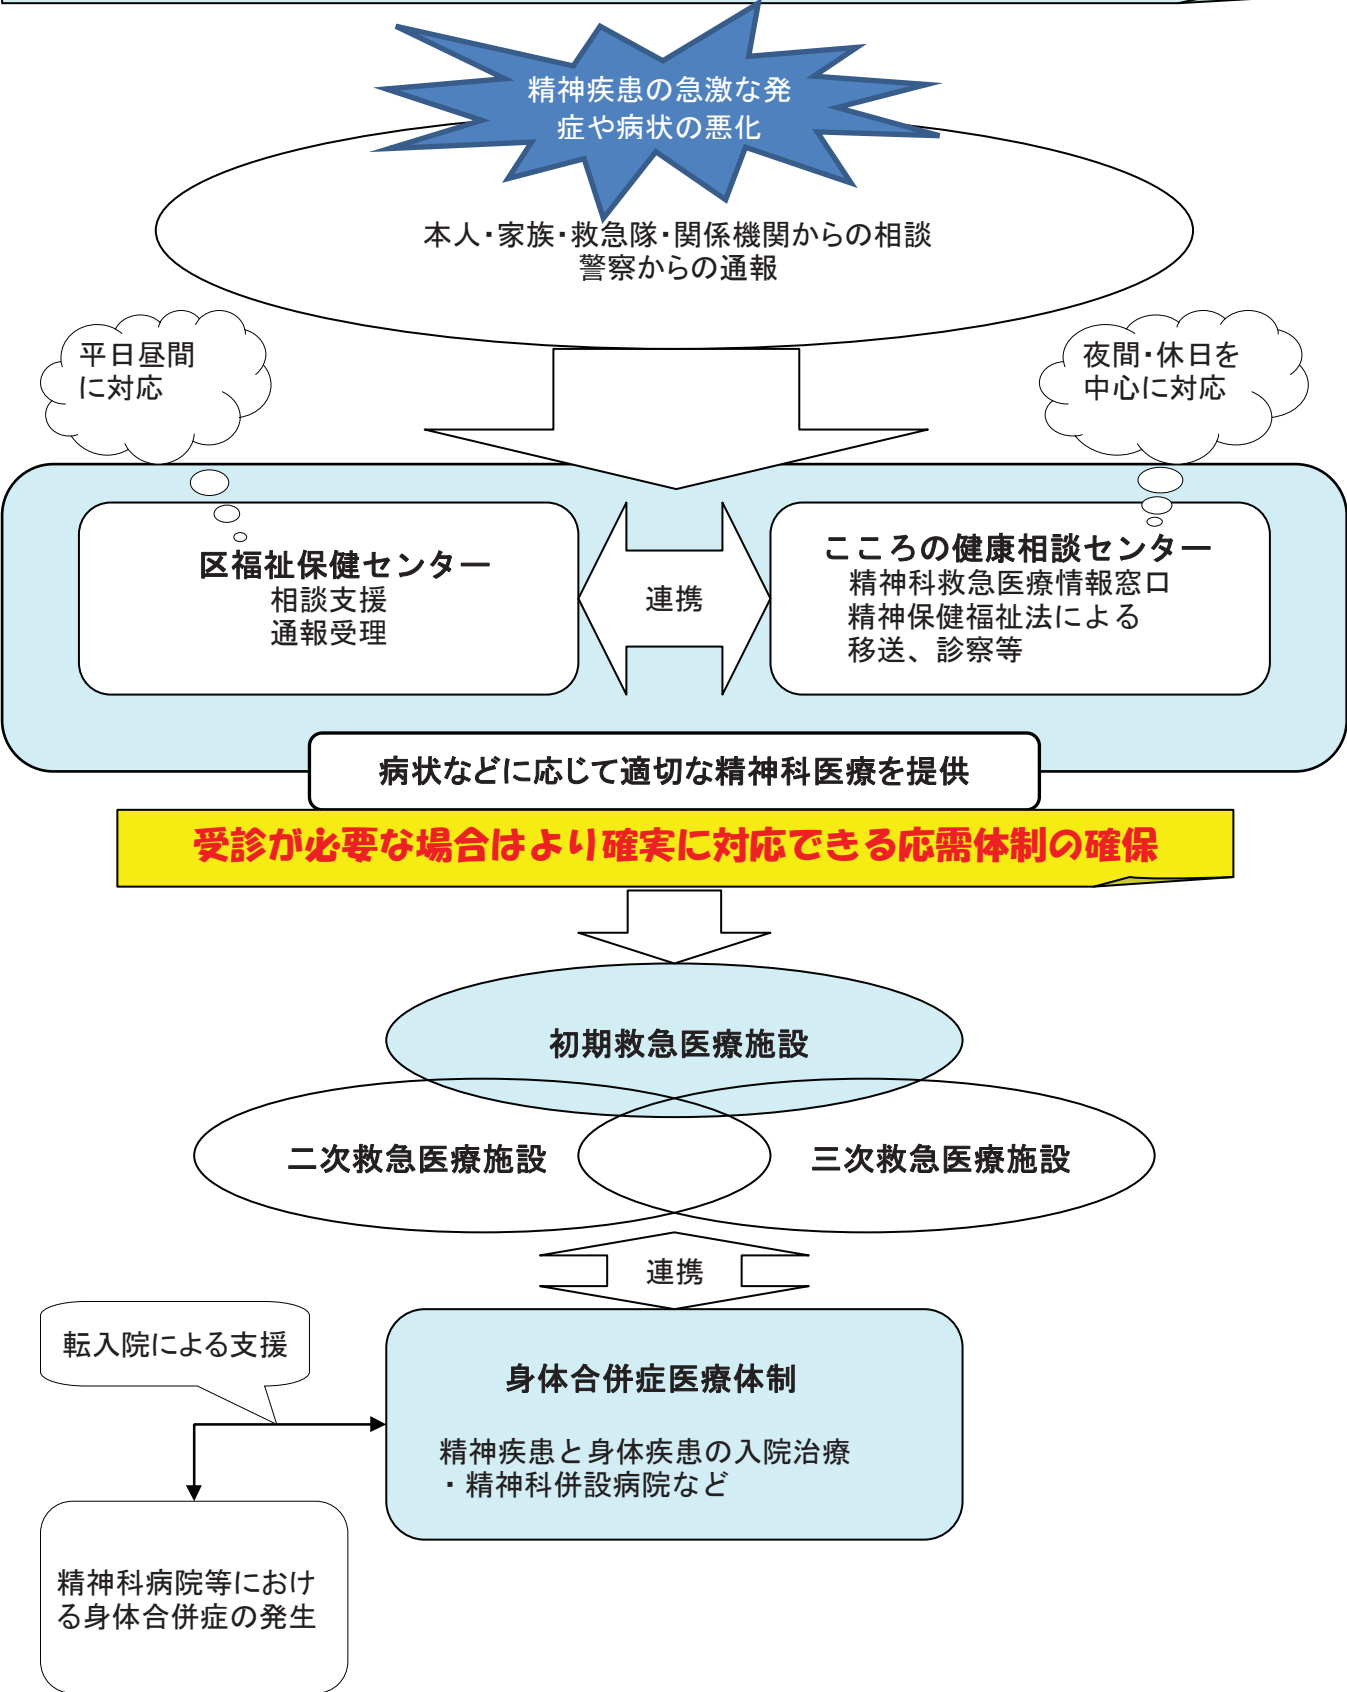 精神疾患の急激な発
症や病状の悪化
本人・家族・救急隊・関係機関からの相談
警察からの通報
平日昼間
に対応
夜間・休日を
中心に対応
区福祉保健センター
相談支援
通報受理
連携
こころの健康相談センター
精神科救急医療情報窓口
精神保健福祉法による
移送、診察等
病状などに応じて適切な精神科医療を提供
受診が必要な場合はより確実に対応できる応需体制の確保
初期救急医療施設
二次救急医療施設
三次救急医療施設
連携
転入院による支援
身体合併症医療体制
精神疾患と身体疾患の入院治療
・精神科併設病院など
精神科病院等におけ
る身体合併症の発生